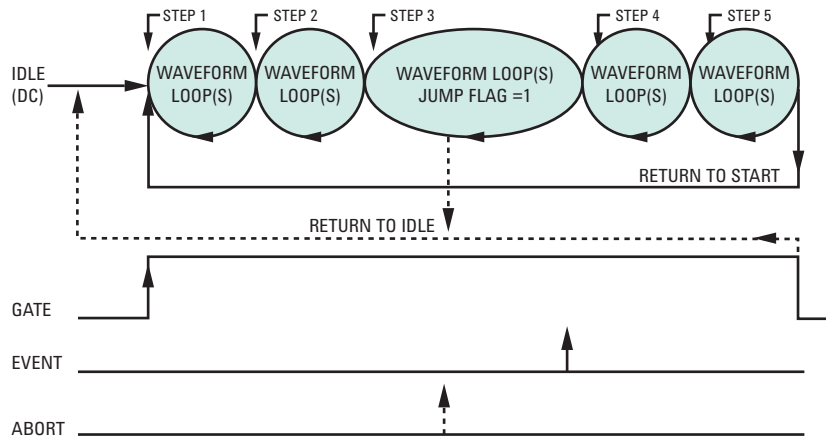 STEP 1
STEP 2
STEP 3
STEP 4
STEP 5
IDLE
(DC)
WAVEFORM
LOOP(S)
WAVEFORM
LOOP(S)
WAVEFORM LOOP(S)
JUMP FLAG =1
WAVEFORM
LOOP(S)
WAVEFORM
LOOP(S)
RETURN TO START
RETURN TO IDLE
GATE
EVENT
ABORT